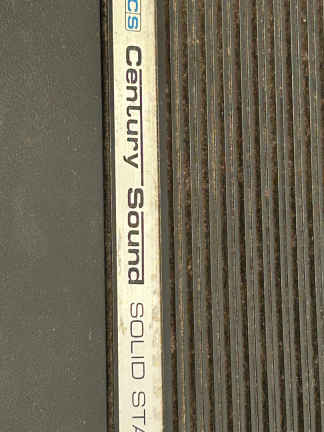 CS Century Sound SOLID STA